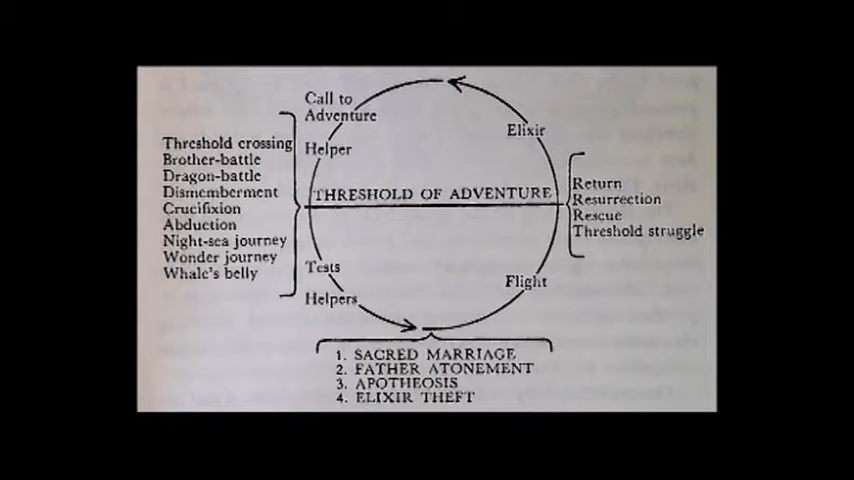 Call to
Adventure
Helper
Elixir
Threshold crossing
Brother-battle
Dragon-battle
Dismemberment
Crucifixion
Abduction
Night-sea journey
Wonder journey
Whale's belly
THRESHOLD OF ADVENTURE
Return
Resurrection
Rescue
Threshold struggle
Tests
Helpers
Flight
1. SACRED MARRIAGE
2. FATHER ATONEMENT
3. APOTHEOSIS
4. ELIXIR THEFT